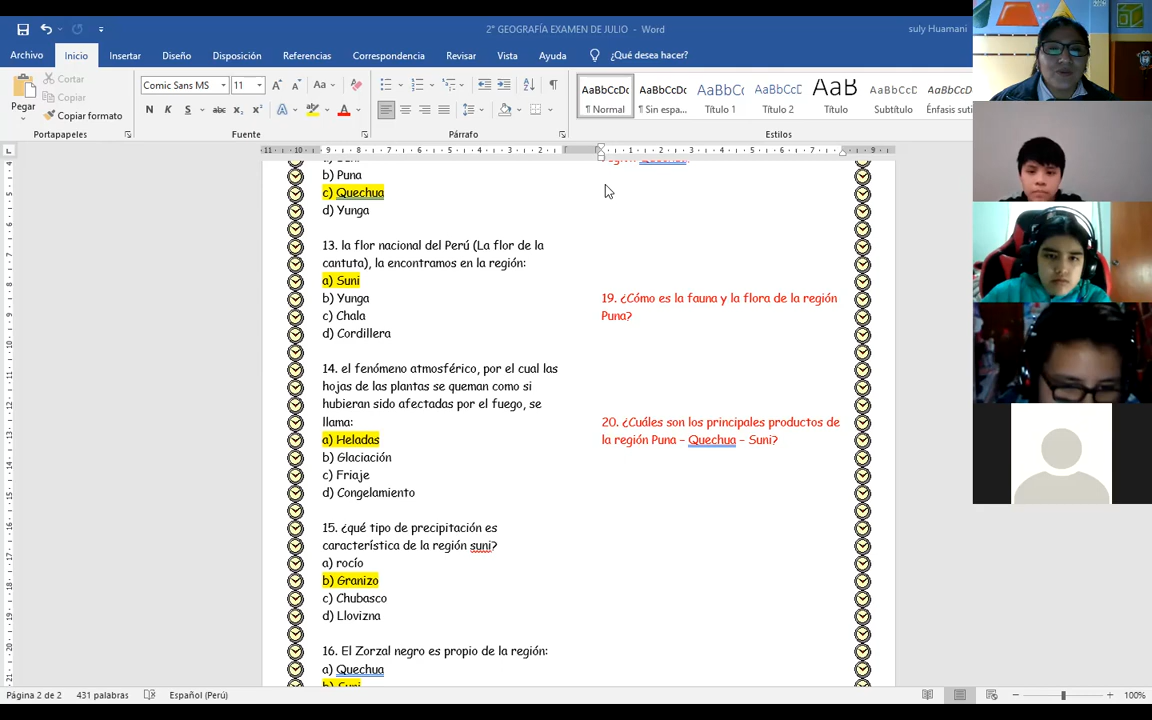 2° GEOGRAFÍA EXAMEN DE JULIO - Word
suly Huamani
Archivo
Inicio
Insertar
Diseño
Disposición
Referencias
Correspondencia
Revisar
Vista
Ayuda
¿Qué desea hacer?
Pegar
Cortar
Copiar
Copiar formato
Portapapeles
Comic Sans MS
11
Fuente
Párrafo
AaBbCcDc
¶ Normal
AaBbCcDc
¶ Sin espa...
AaBbCc
Título 1
AaBbCcC
Título 2
AaB
Título
AaBbCcD
Subtítulo
AaBbCcDc
Énfasis suti
Estilos
b) Puna
c) Quechua
d) Yunga
13. la flor nacional del Perú (La flor de la
cantuta), la encontramos en la región:
a) Suni
b) Yunga
c) Chala
d) Cordillera
14. el fenómeno atmosférico, por el cual las
hojas de las plantas se queman como si
hubieran sido afectadas por el fuego, se
llama:
a) Heladas
b) Glaciación
c) Friaje
d) Congelamiento
15. ¿qué tipo de precipitación es
característica de la región suni?
a) rocío
b) Granizo
c) Chubasco
d) Llovizna
16. El Zorzal negro es propio de la región:
a) Quechua
b) Suni
19. ¿Cómo es la fauna y la flora de la región
Puna?
20. ¿Cuáles son los principales productos de
la región Puna – Quechua – Suni?
Página 2 de 2
431 palabras
Español (Perú)
100%